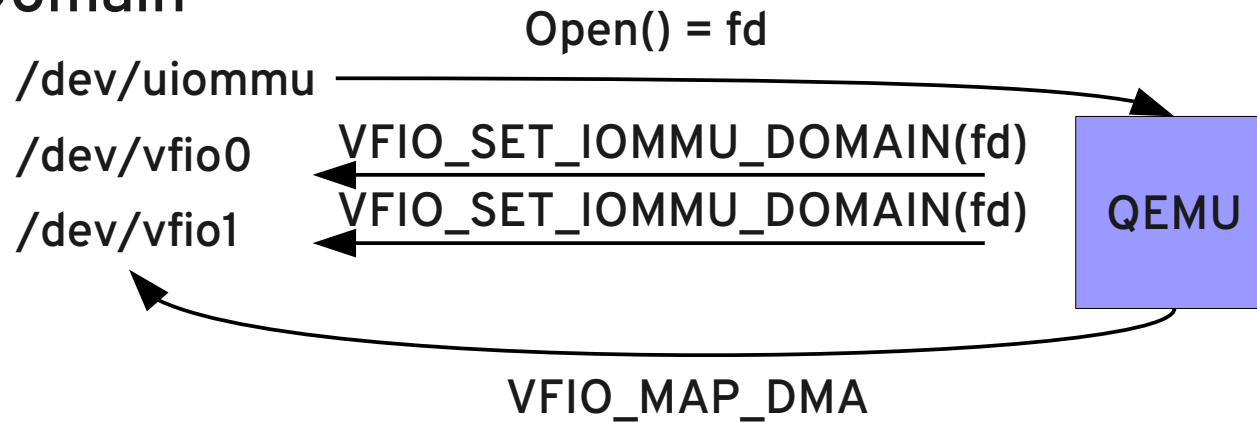 Domain
Open() = fd
/dev/uiommu
/dev/vfio0
VFIO_SET_IOMMU_DOMAIN(fd)
/dev/vfio1
VFIO_SET_IOMMU_DOMAIN(fd)
QEMU
VFIO_MAP_DMA